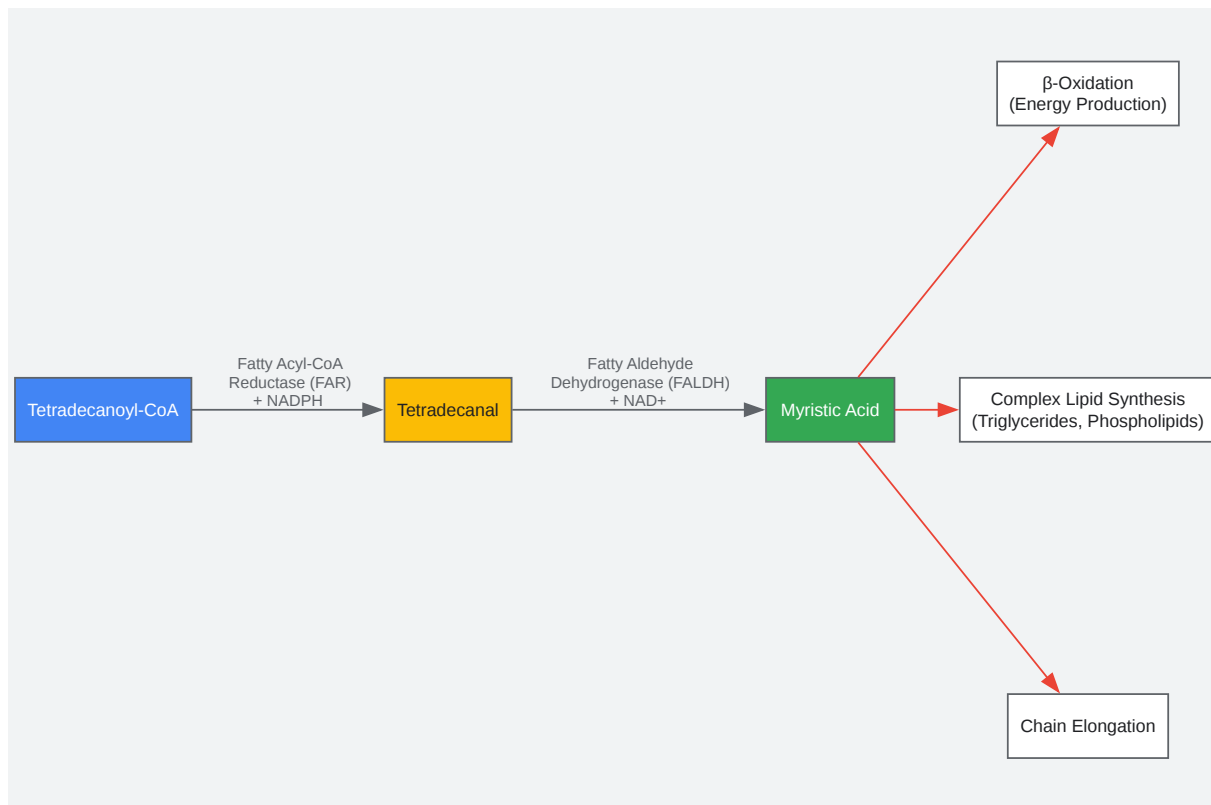 β-Oxidation
(Energy Production)
Fatty Acyl-CoA
Reductase (FAR)
+ NADPH
Fatty Aldehyde
Dehydrogenase (FALDH)
+ NAD+
Tetradecanoyl-CoA
Tetradecanal
Myristic Acid
Complex Lipid Synthesis
(Triglycerides, Phospholipids)
Chain Elongation